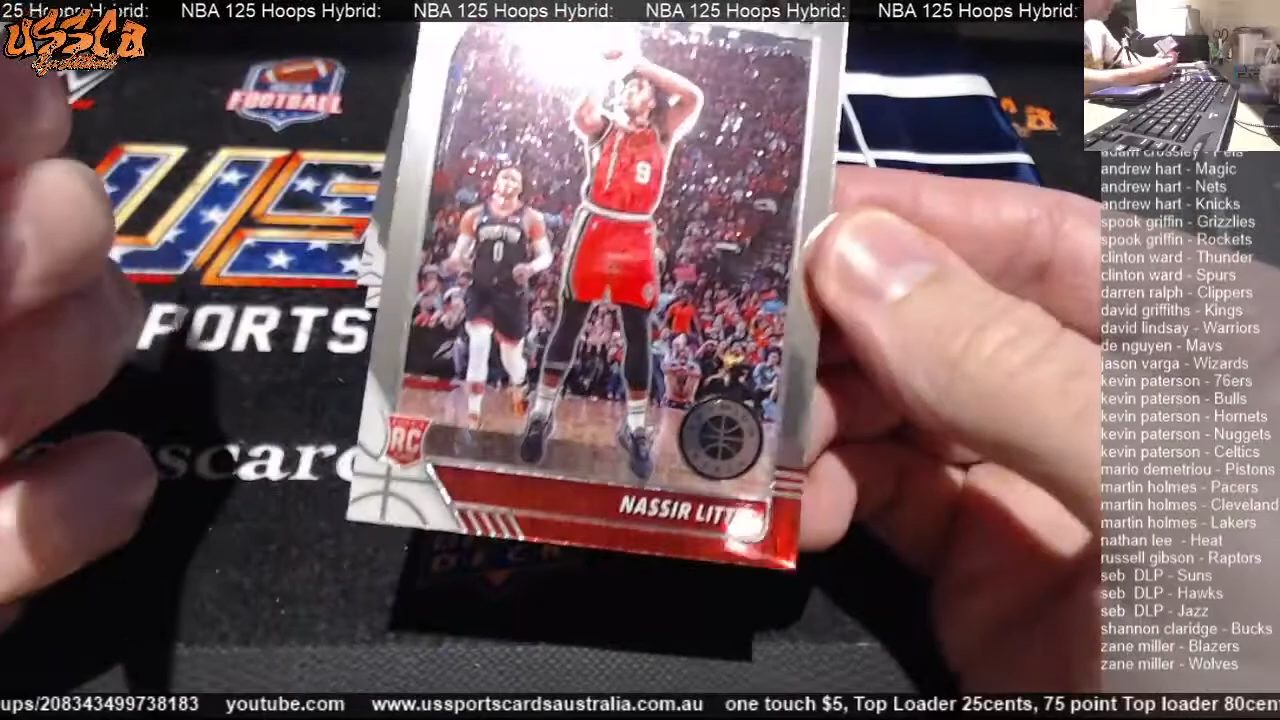 25 Hoops Hybrid: NBA 125 Hoops Hybrid: NBA 125 Hoops Hybrid: NBA 125 Hoops Hybrid: NBA 125 Hoops Hybrid:
USSCA
FOOTBALL
US
PORTS
RC
9
0
NASSIR LITT
andrew hart - Magic
andrew hart - Nets
andrew hart - Knicks
spook griffin - Grizzlies
spook griffin - Rockets
clinton ward - Thunder
clinton ward - Spurs
darren ralph - Clippers
david griffiths - Kings
david lindsay - Warriors
de nguyen - Mavs
jason varga - Wizards
kevin paterson - 76ers
kevin paterson - Bulls
kevin paterson - Hornets
kevin paterson - Nuggets
kevin paterson - Celtics
mario demetriou - Pistons
martin holmes - Pacers
martin holmes - Cleveland
martin holmes - Lakers
nathan lee - Heat
russell gibson - Raptors
seb DLP - Suns
seb DLP - Hawks
seb DLP - Jazz
shannon claridge - Bucks
zane miller - Blazers
zane miller - Wolves
ups/208343499738183 youtube.com www.ussportscardsaustralia.com.au one touch $5, Top Loader 25cents, 75 point Top loader 80cen